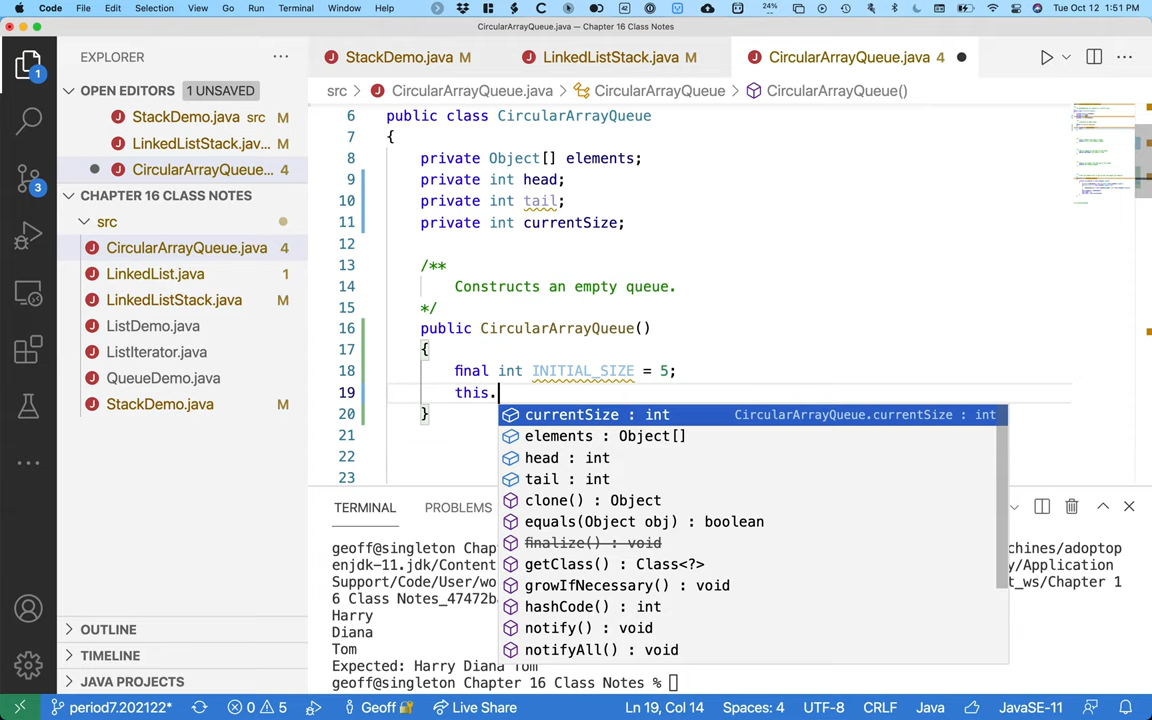 Code File Edit Selection View Go Run Terminal Window Help 24% Tue Oct 12 1:51 PM
CircularArrayQueue.java — Chapter 16 Class Notes
EXPLORER ···
StackDemo.java M LinkedListStack.java M CircularArrayQueue.java 4
OPEN EDITORS 1 UNSAVED
src > CircularArrayQueue.java > CircularArrayQueue > CircularArrayQueue()
StackDemo.java src M
LinkedListStack.jav... M
CircularArrayQueue... 4
CHAPTER 16 CLASS NOTES
src
CircularArrayQueue.java 4
LinkedList.java 1
LinkedListStack.java M
ListDemo.java
ListIterator.java
QueueDemo.java
StackDemo.java M
OUTLINE
TIMELINE
JAVA PROJECTS
1
3
6 public class CircularArrayQueue
7 {
8 private Object[] elements;
9 private int head;
10 private int tail;
11 private int currentSize;
12
13 /**
14 Constructs an empty queue.
15 */
16 public CircularArrayQueue()
17 {
18 final int INITIAL_SIZE = 5;
19 this.
20 }
21
22
23
currentSize : int CircularArrayQueue.currentSize : int
elements : Object[]
head : int
tail : int
clone() : Object
equals(Object obj) : boolean
finalize() : void
getClass() : Class<?>
growIfNecessary() : void
hashCode() : int
notify() : void
notifyAll() : void
TERMINAL PROBLEMS
geoff@singleton Chap achines/adoptop
enjdk-11.jdk/Content y/Application
Support/Code/User/wo t_ws/Chapter 1
6 Class Notes_47472b
Harry
Diana
Tom
Expected: Harry Diana Tom
geoff@singleton Chapter 16 Class Notes %
period7.202122* 0 5 Geoff Live Share Ln 19, Col 14 Spaces: 4 UTF-8 CRLF Java JavaSE-11